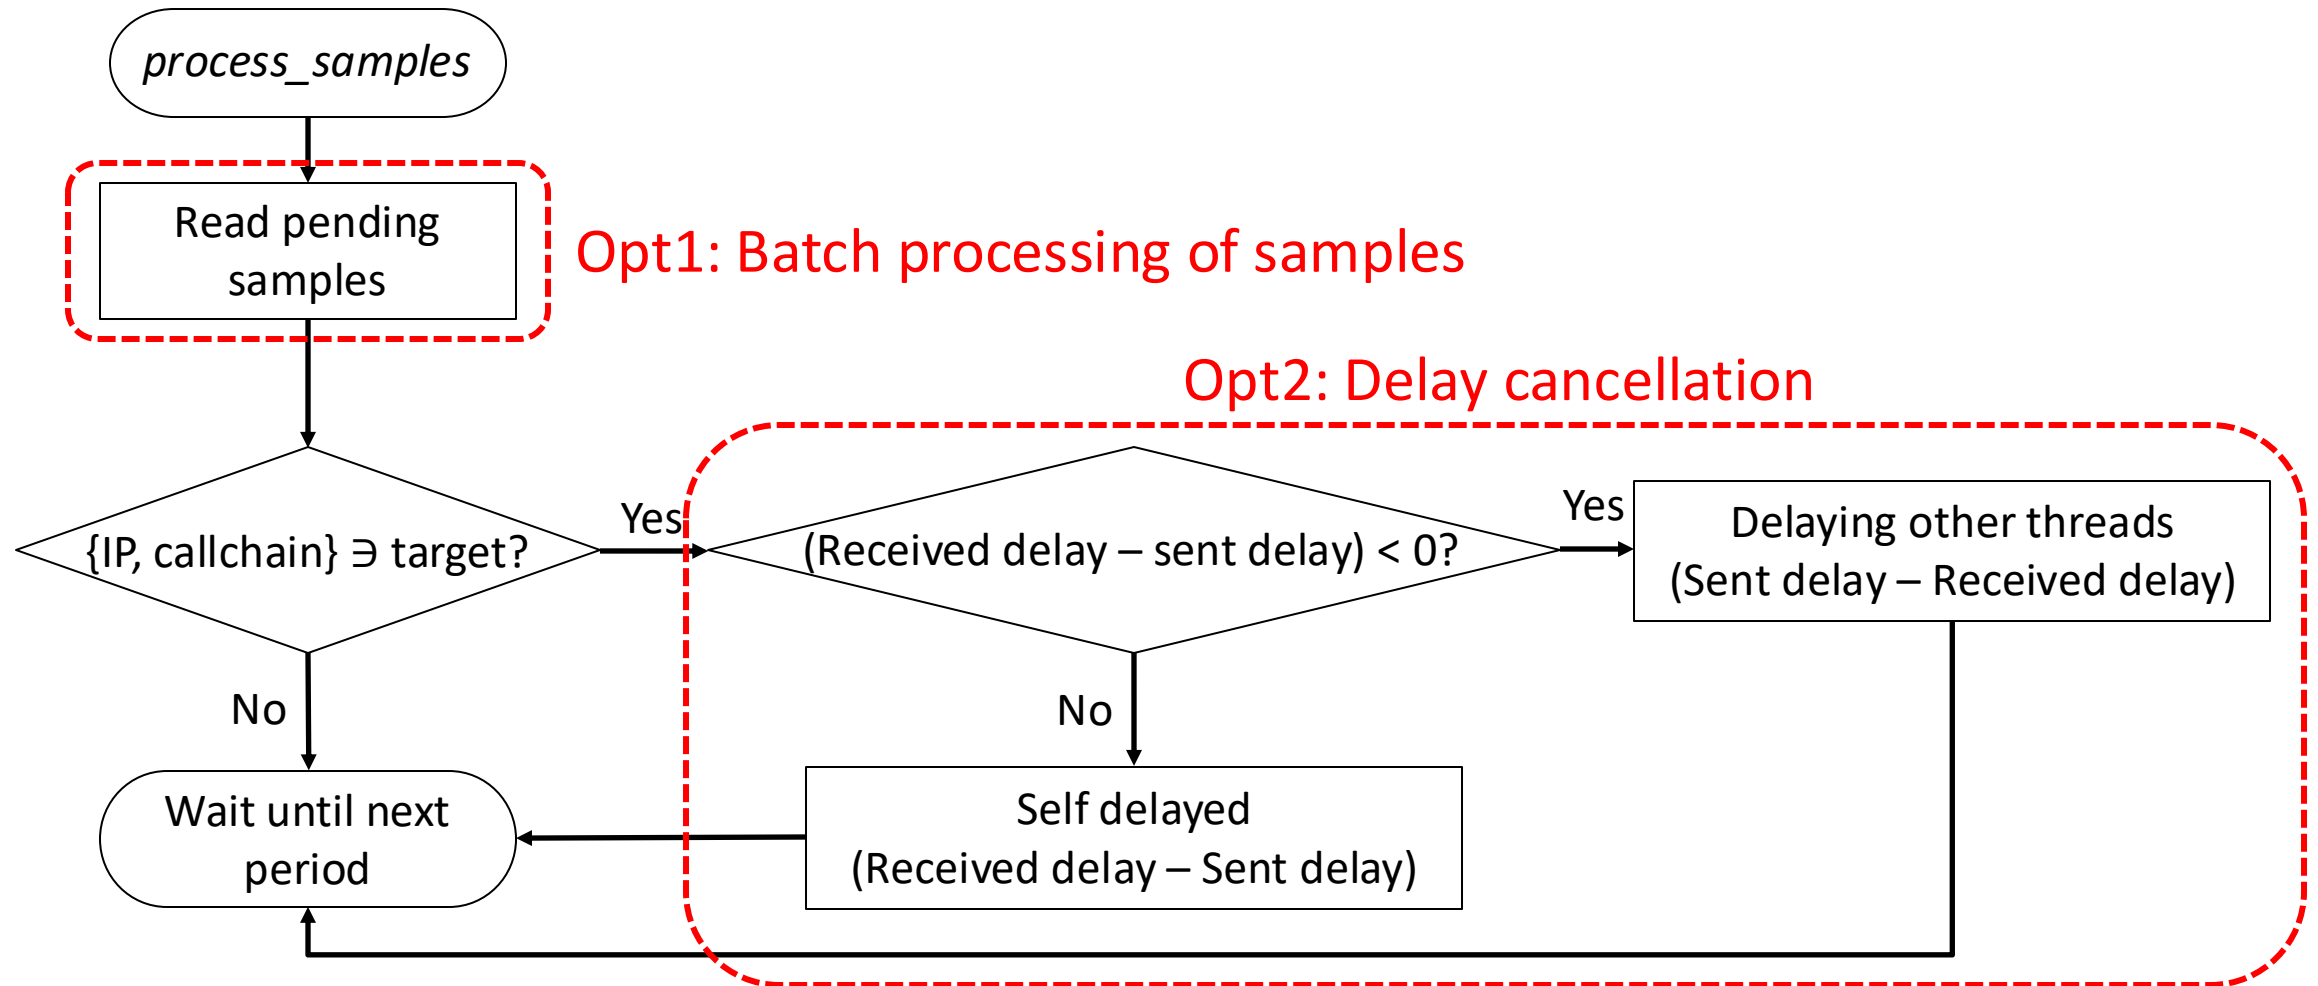 process_samples
Read pending
samples
Opt1: Batch processing of samples
Opt2: Delay cancellation
{IP, callchain} ∋ target?
Yes
(Received delay – sent delay) < 0?
Yes
Delaying other threads
(Sent delay – Received delay)
No
No
Wait until next
period
Self delayed
(Received delay – Sent delay)